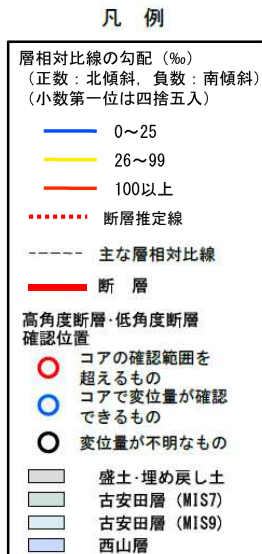 凡 例
層相対比線の勾配（‰）
（正数：北傾斜，負数：南傾斜）
（小数第一位は四捨五入）
0～25
26～99
100以上
断層推定線
主な層相対比線
断 層
高角度断層・低角度断層
確認位置
コアの確認範囲を
超えるもの
コアで変位量が確認
できるもの
変位量が不明なもの
盛土・埋め戻し土
古安田層（MIS7）
古安田層（MIS9）
西山層